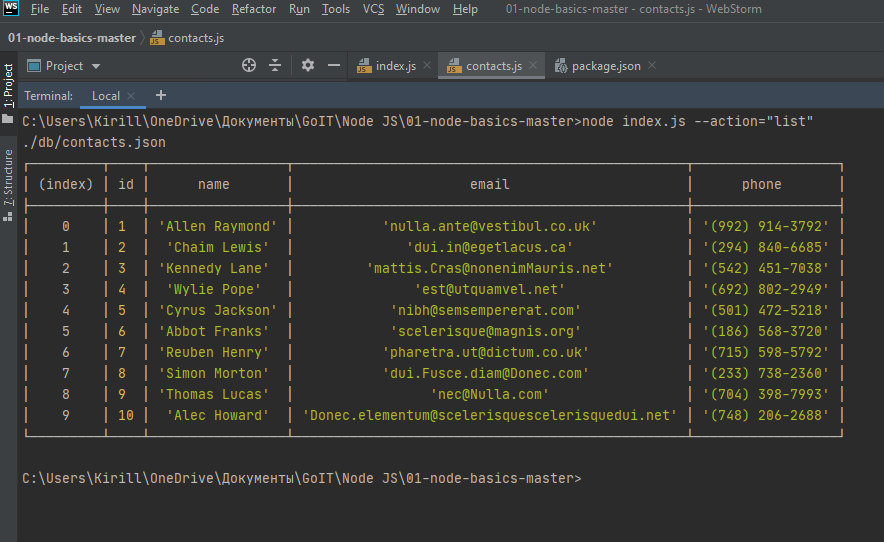 WS File Edit View Navigate Code Refactor Run Tools VCS Window Help 01-node-basics-master - contacts.js - WebStorm
01-node-basics-master contacts.js
1: Project
7: Structure
Project index.js contacts.js package.json
Terminal: Local +
C:\Users\Kirill\OneDrive\Документы\GoIT\Node JS\01-node-basics-master>node index.js --action="list"
./db/contacts.json
(index) id name email phone
0 1 'Allen Raymond' 'nulla.ante@vestibul.co.uk' '(992) 914-3792'
1 2 'Chaim Lewis' 'dui.in@egetlacus.ca' '(294) 840-6685'
2 3 'Kennedy Lane' 'mattis.Cras@nonenimMauris.net' '(542) 451-7038'
3 4 'Wylie Pope' 'est@utquamvel.net' '(692) 802-2949'
4 5 'Cyrus Jackson' 'nibh@semsempererat.com' '(501) 472-5218'
5 6 'Abbot Franks' 'scelerisque@magnis.org' '(186) 568-3720'
6 7 'Reuben Henry' 'pharetra.ut@dictum.co.uk' '(715) 598-5792'
7 8 'Simon Morton' 'dui.Fusce.diam@Donec.com' '(233) 738-2360'
8 9 'Thomas Lucas' 'nec@Nulla.com' '(704) 398-7993'
9 10 'Alec Howard' 'Donec.elementum@scelerisquescelerisquedui.net' '(748) 206-2688'
C:\Users\Kirill\OneDrive\Документы\GoIT\Node JS\01-node-basics-master>